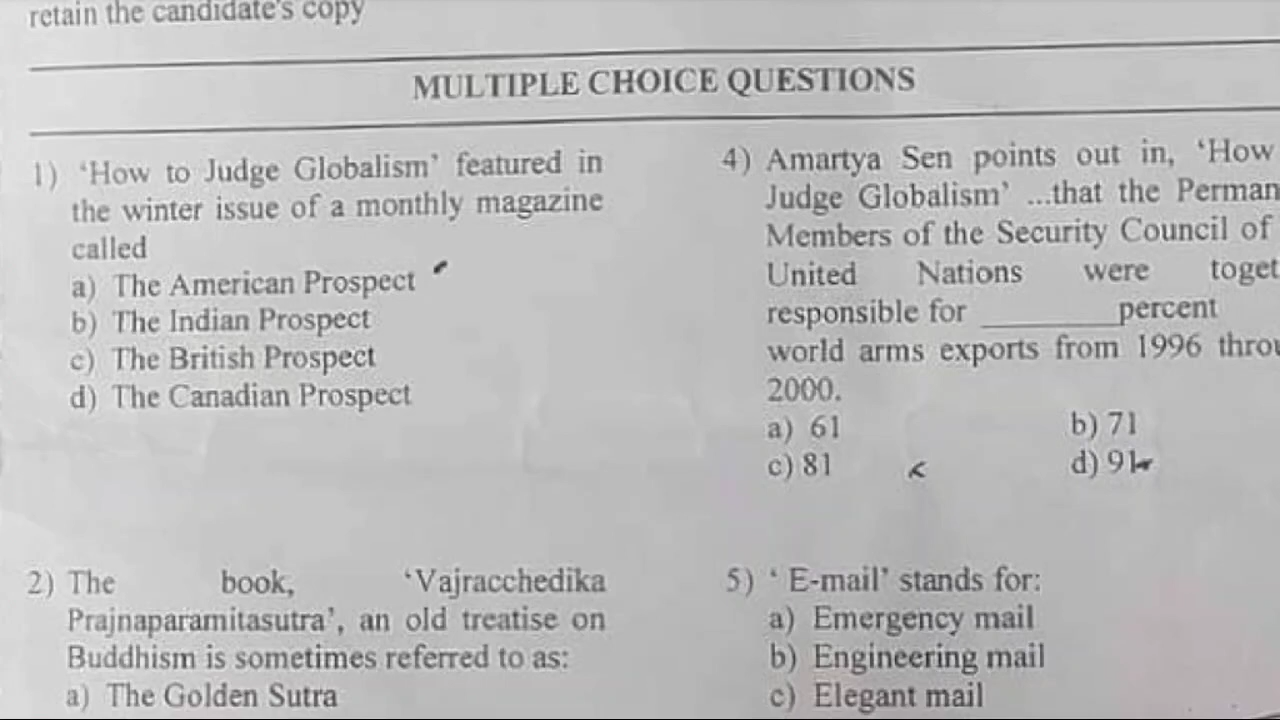 retain the candidate's copy
MULTIPLE CHOICE QUESTIONS
1) 'How to Judge Globalism' featured in
the winter issue of a monthly magazine
called
a) The American Prospect
b) The Indian Prospect
c) The British Prospect
d) The Canadian Prospect
2) The book, 'Vajracchedika
Prajnaparamitasutra', an old treatise on
Buddhism is sometimes referred to as:
a) The Golden Sutra
4) Amartya Sen points out in, 'How
Judge Globalism' ...that the Perman
Members of the Security Council of
United Nations were toget
responsible for ________percent
world arms exports from 1996 throu
2000.
a) 61 b) 71
c) 81 d) 91
5) ' E-mail' stands for:
a) Emergency mail
b) Engineering mail
c) Elegant mail